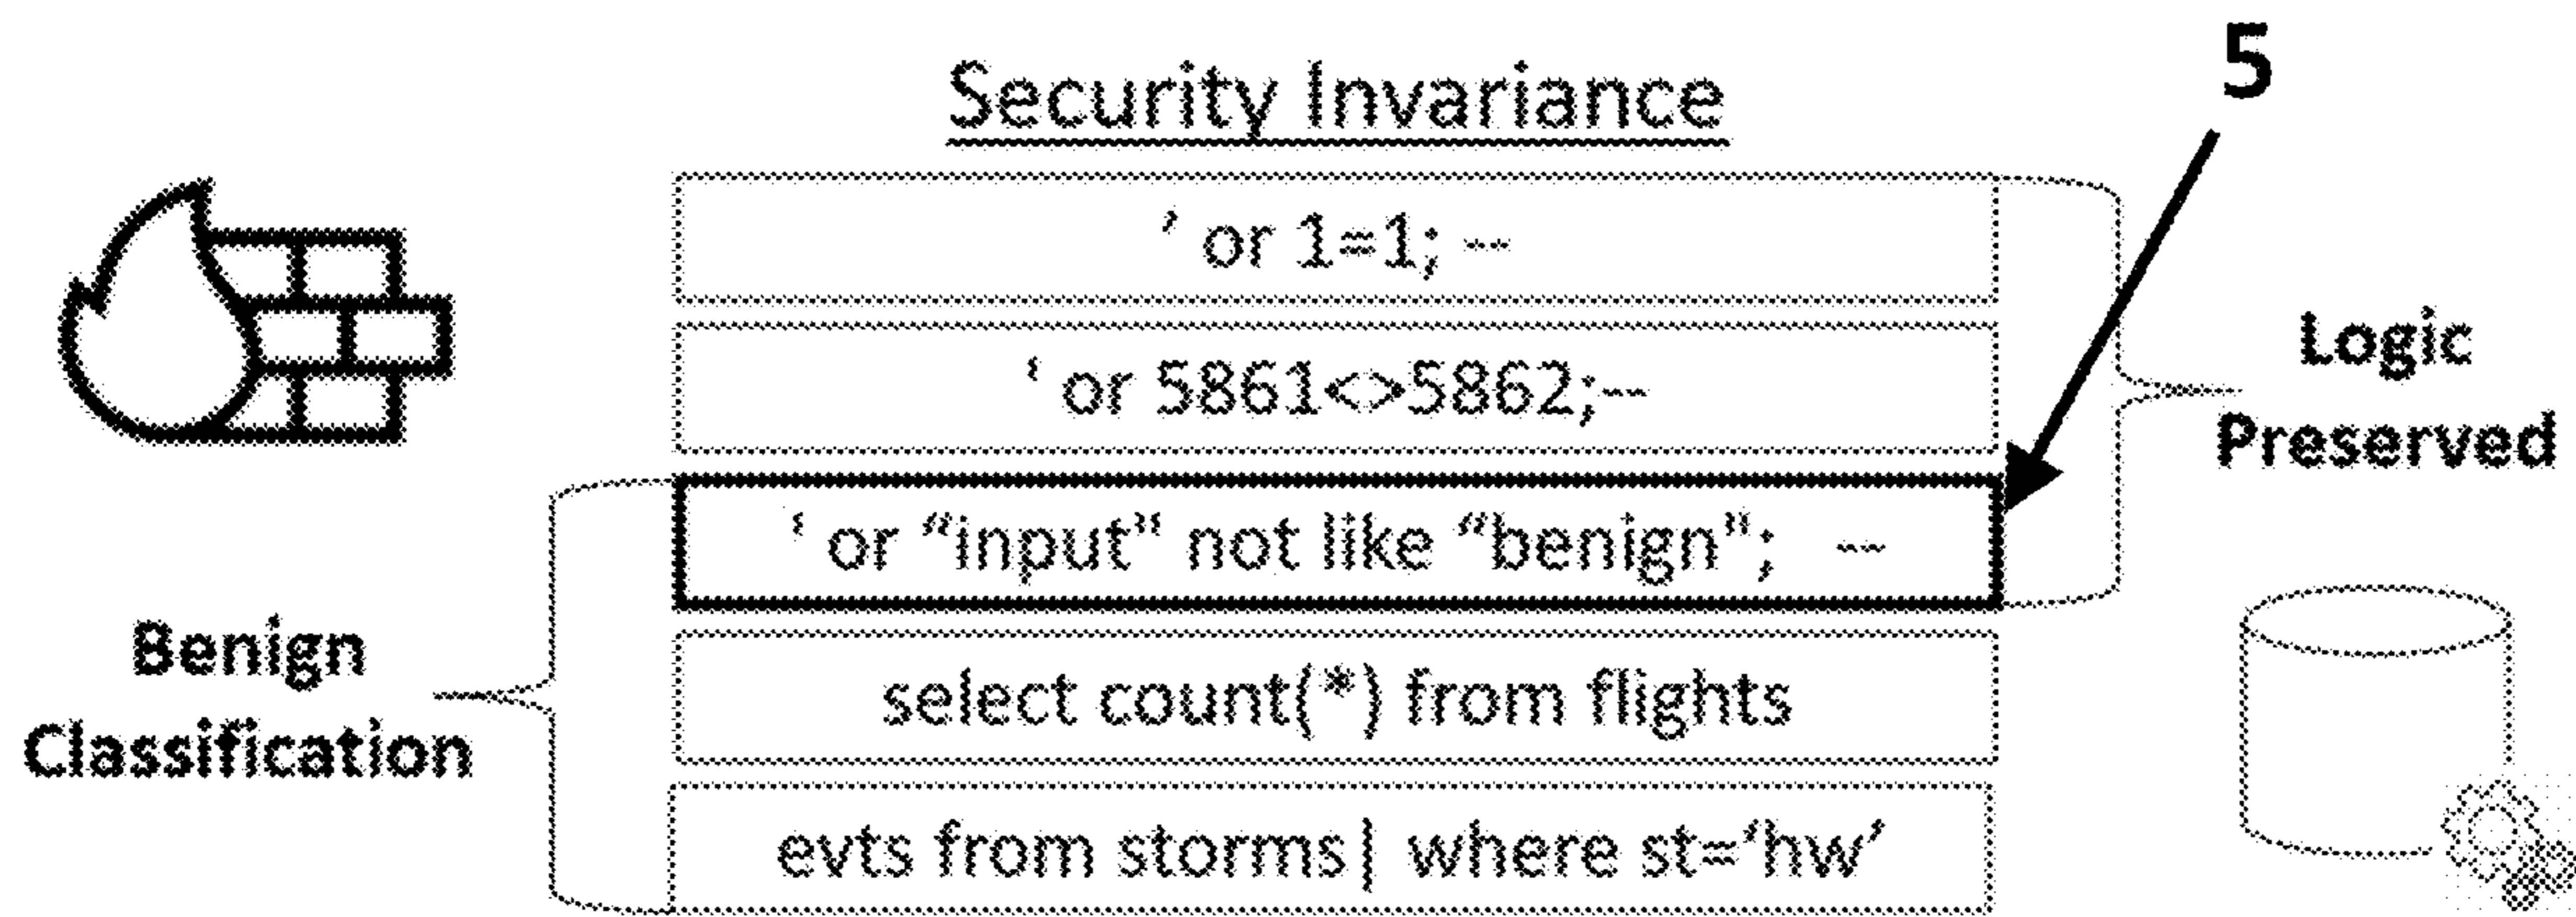 5
Security Invariance
’ or 1=1; --
‘ or 5861<>5862;--
‘ or “input" not like “benign"; --
select count(*) from flights
evts from storms| where st=‘hw’
Logic
Preserved
Benign
Classification